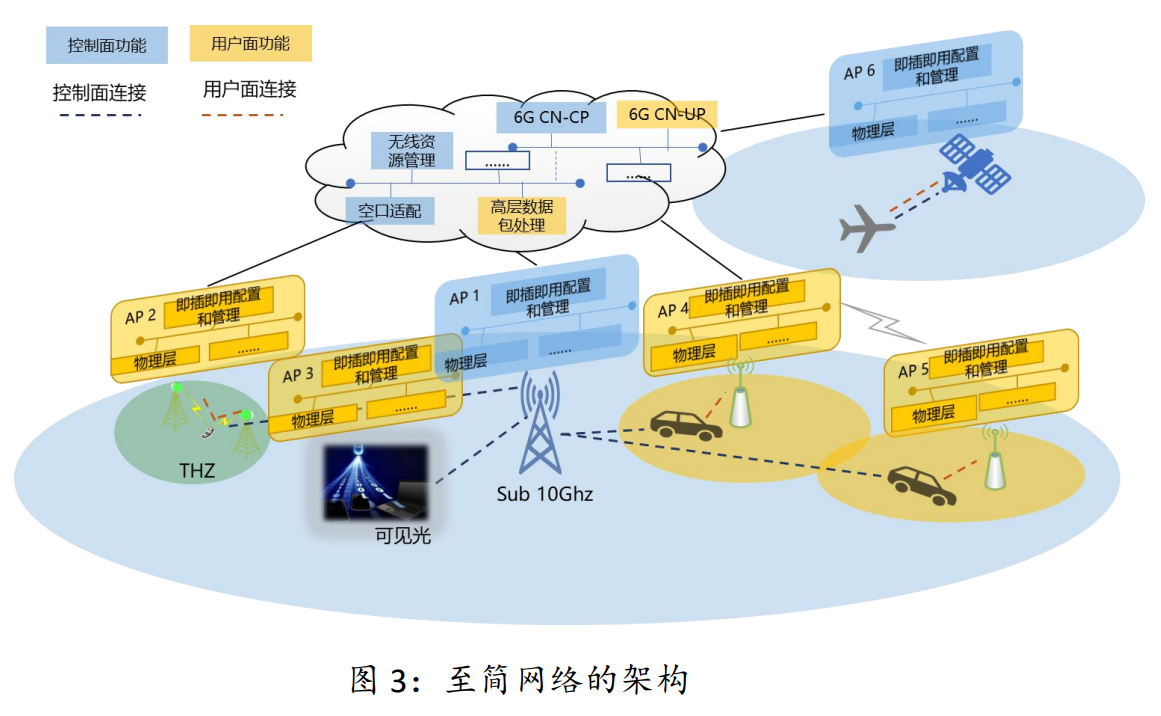 控制面功能
用户面功能
控制面连接
用户面连接
6G CN-CP
6G CN-UP
无线资
源管理
......
......
空口适配
高层数据
包处理
AP 6
即插即用配置
和管理
物理层
......
AP 2
即插即用配置
和管理
物理层
......
AP 3
即插即用配置
和管理
物理层
......
AP 1
即插即用配置
和管理
物理层
......
AP 4
即插即用配置
和管理
物理层
......
AP 5
即插即用配置
和管理
物理层
......
THZ
可见光
Sub 10Ghz
图 3：至简网络的架构